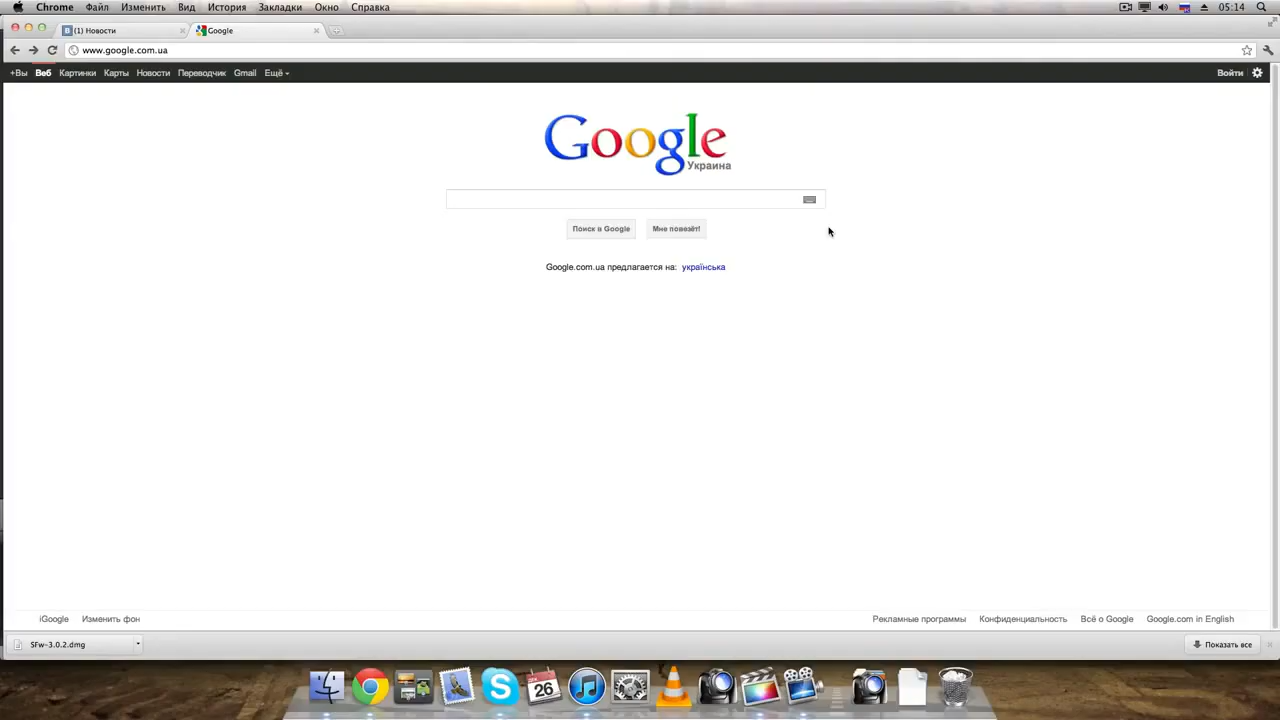 Chrome Файл Изменить Вид История Закладки Окно Справка 05:14
(1) Новости Google
www.google.com.ua
+Вы Веб Картинки Карты Новости Переводчик Gmail Ещё Войти
Google
Украина
Поиск в Google Мне повезёт!
Google.com.ua предлагается на: українська
iGoogle Изменить фон Рекламные программы Конфиденциальность Всё о Google Google.com in English
SFw-3.0.2.dmg Показать все
26